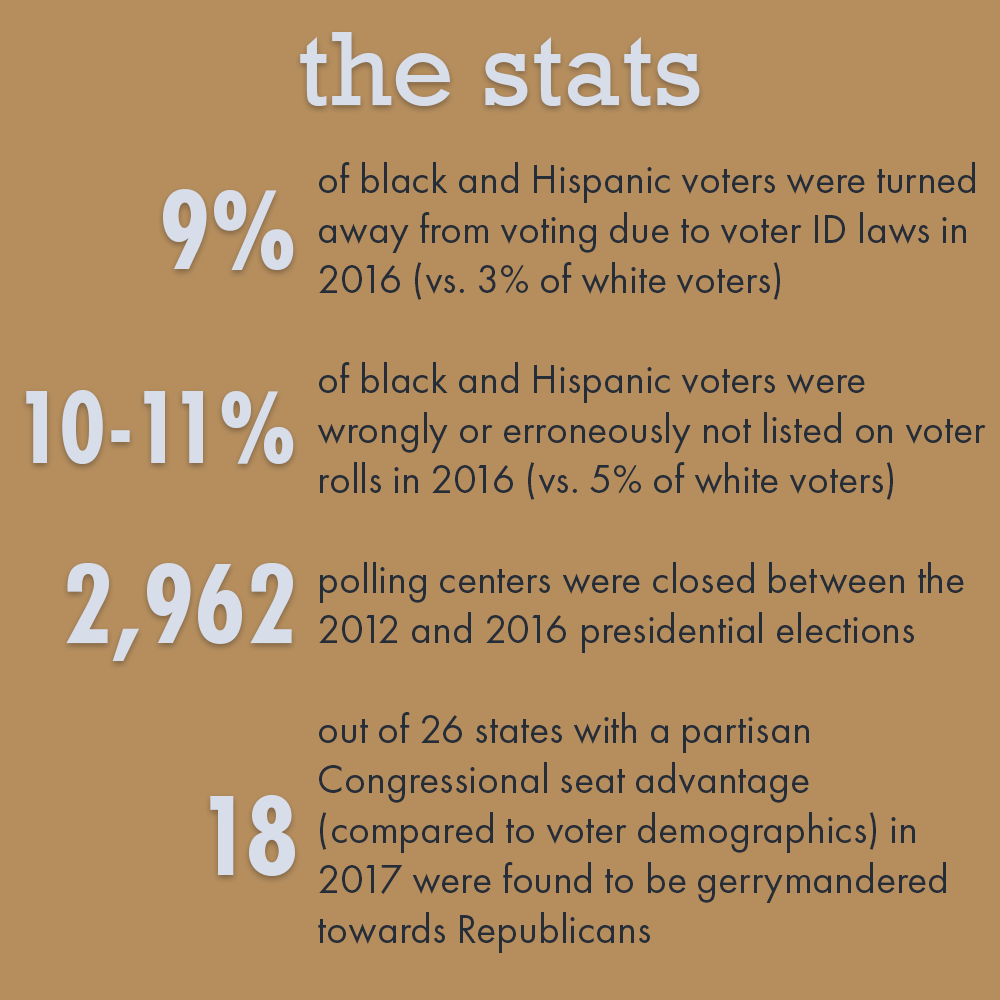 the stats
9%
of black and Hispanic voters were turned
away from voting due to voter ID laws in
2016 (vs. 3% of white voters)
10-11%
of black and Hispanic voters were
wrongly or erroneously not listed on voter
rolls in 2016 (vs. 5% of white voters)
2,962
polling centers were closed between the
2012 and 2016 presidential elections
18
out of 26 states with a partisan
Congressional seat advantage
(compared to voter demographics) in
2017 were found to be gerrymandered
towards Republicans